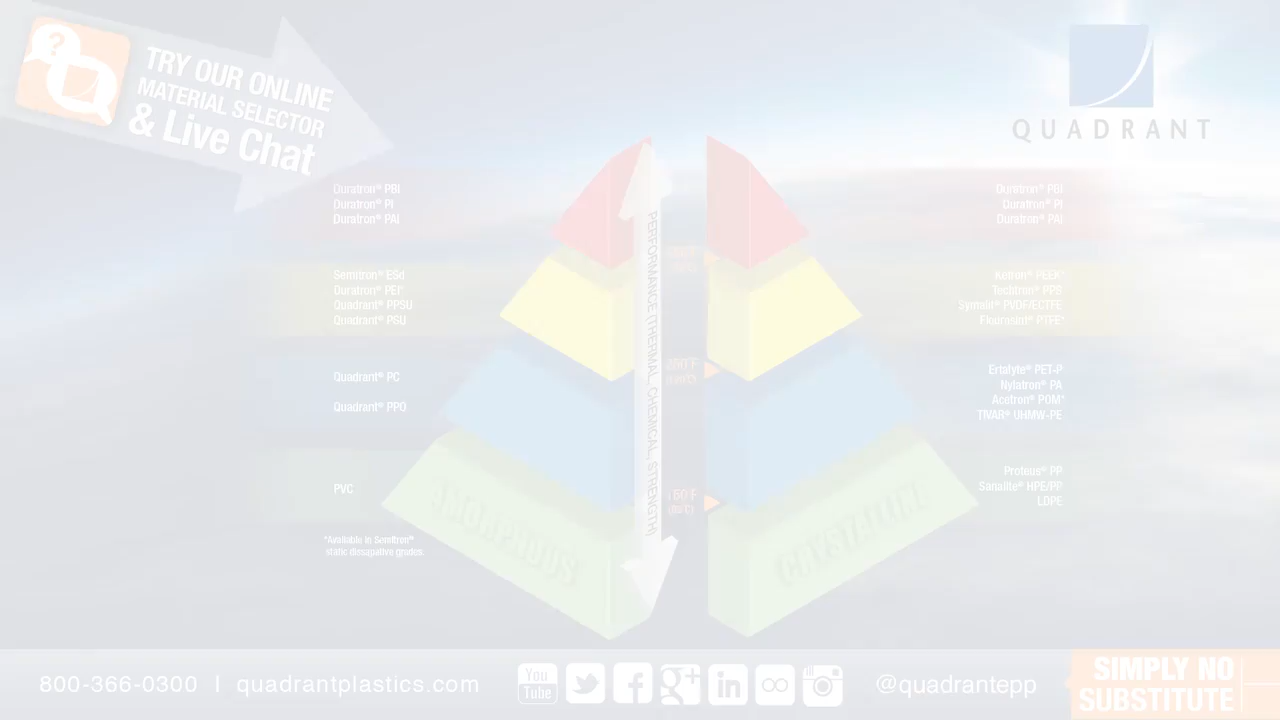 TRY OUR ONLINE
MATERIAL SELECTOR
& Live Chat
QUADRANT
Duratron® PBI
Duratron® PI
Duratron® PAI
Semitron® ESd
Duratron® PEI*
Quadrant® PPSU
Quadrant® PSU
Quadrant® PC
Quadrant® PPO
PVC
*Available in Semitron®
static dissipative grades.
AMORPHOUS
PERFORMANCE (THERMAL, CHEMICAL, STRENGTH)
CRYSTALLINE
Duratron® PBI
Duratron® PI
Duratron® PAI
Ketron® PEEK*
Techtron® PPS
Symalit® PVDF/ECTFE
Fluorosint® PTFE*
Ertalyte® PET-P
Nylatron® PA
Acetron® POM*
TIVAR® UHMW-PE
Proteus® PP
Sanalite® HPE/PP
LDPE
800-366-0300 | quadrantplastics.com
You
Tube
@quadrantepp
SIMPLY NO
SUBSTITUTE